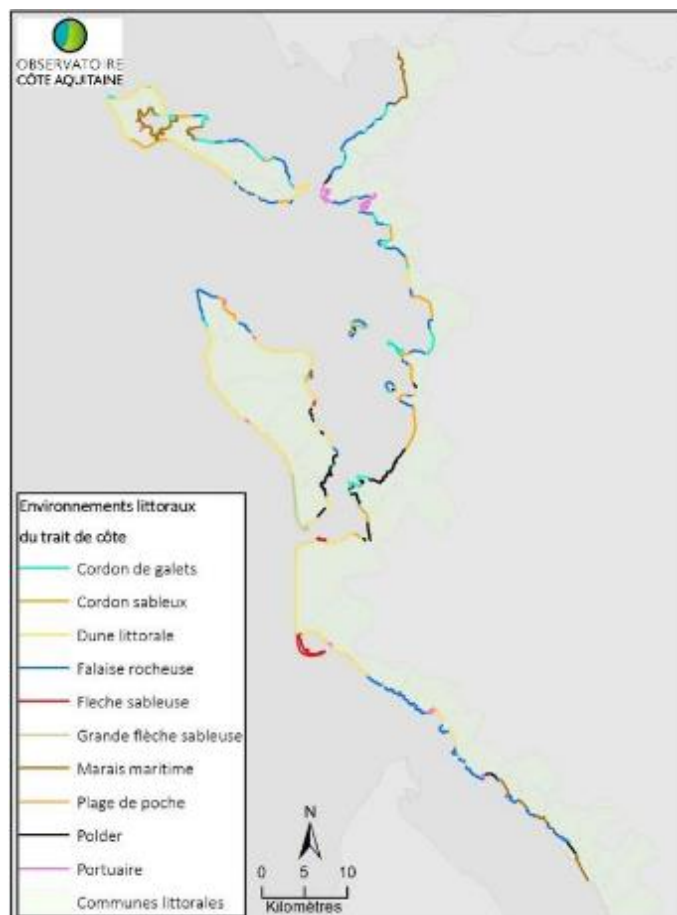 OBSERVATOIRE
CÔTE AQUITAINE
Environnements littoraux
du trait de côte
Cordon de galets
Cordon sableux
Dune littorale
Falaise rocheuse
Fleche sableuse
Grande flèche sableuse
Marais maritime
Plage de poche
Polder
Portuaire
Communes littorales
N
0 5 10
Kilomètres